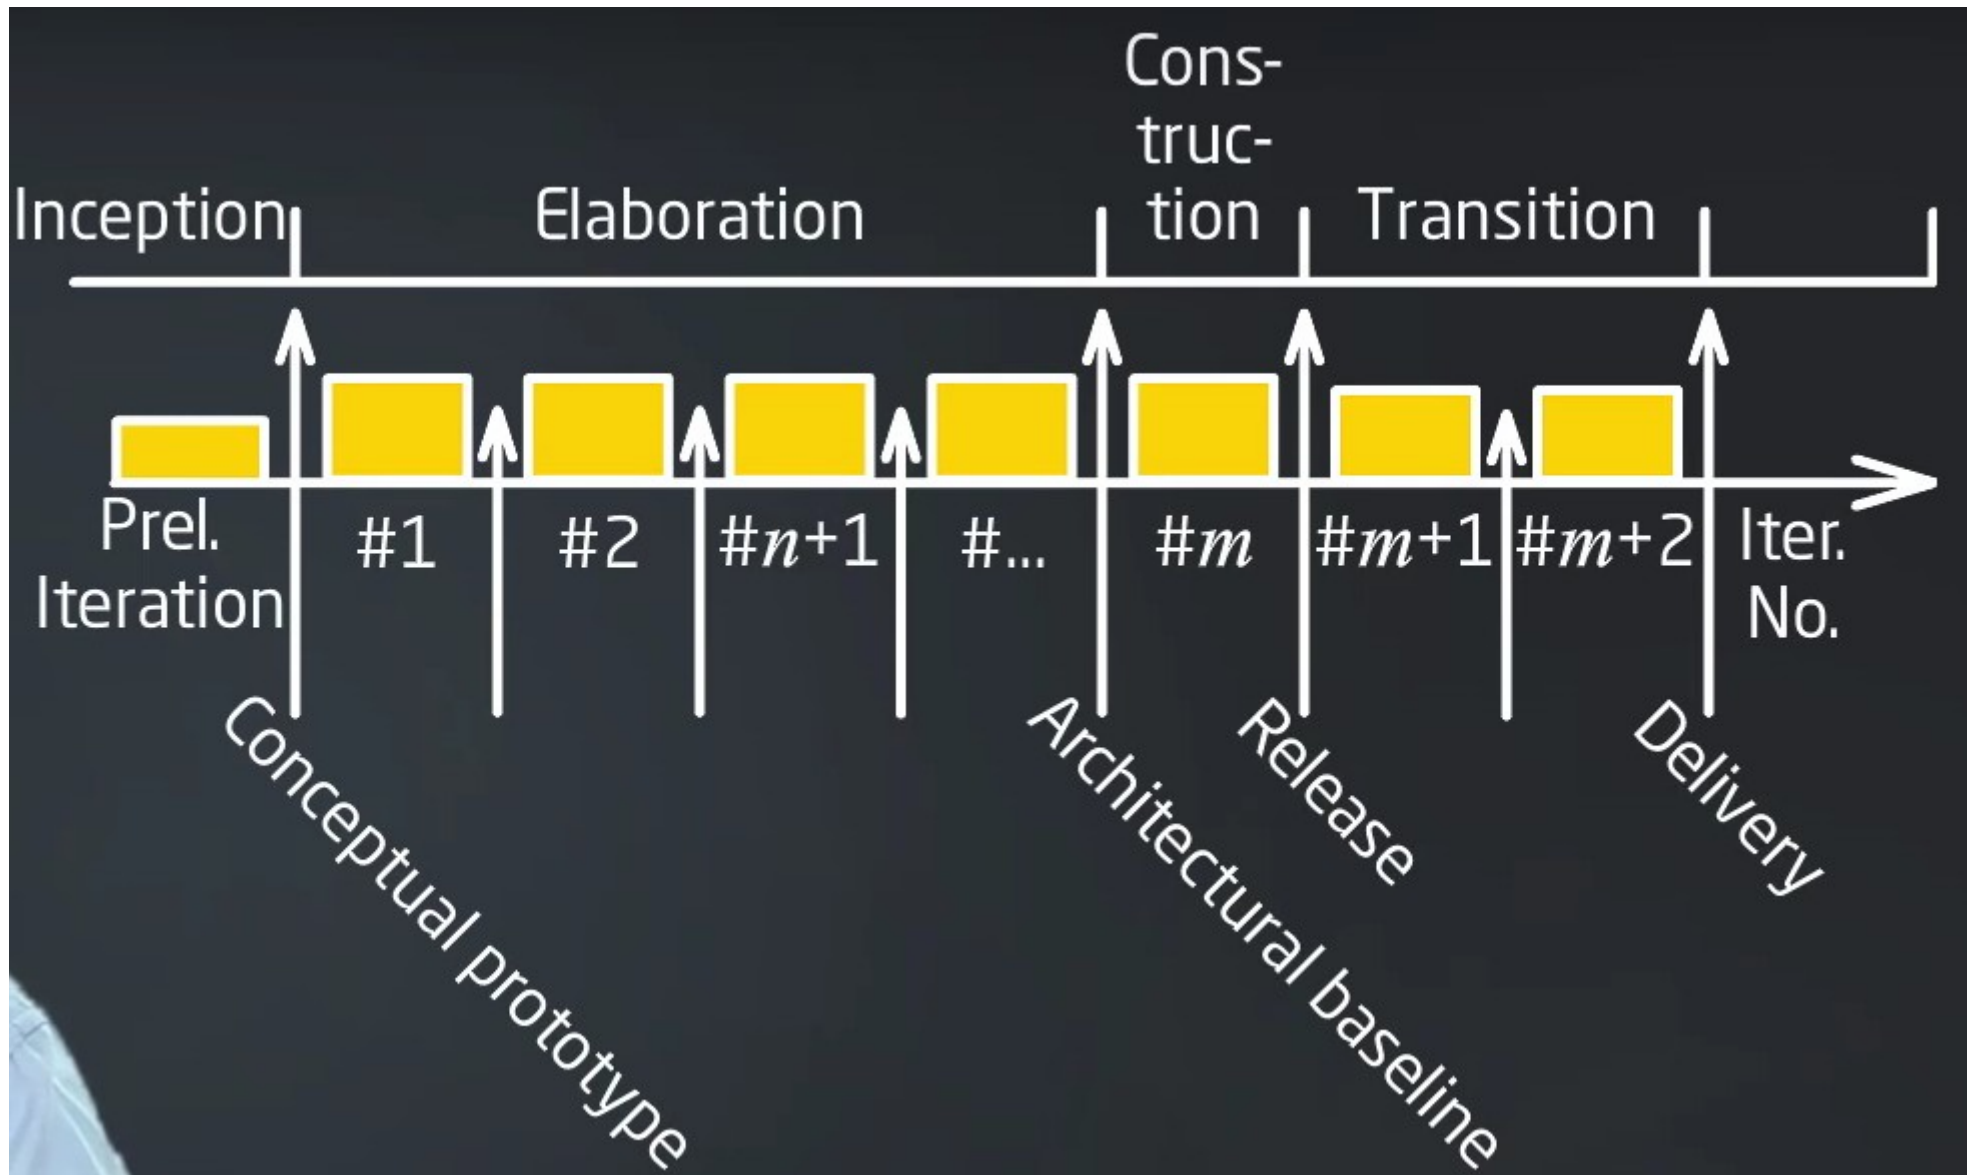 Cons-
truc-
Inception Elaboration tion Transition
Prel.
Iteration
#1 #2 #n+1 #... #m #m+1 #m+2 Iter.
No.
Conceptual prototype
Architectural baseline
Release
Delivery